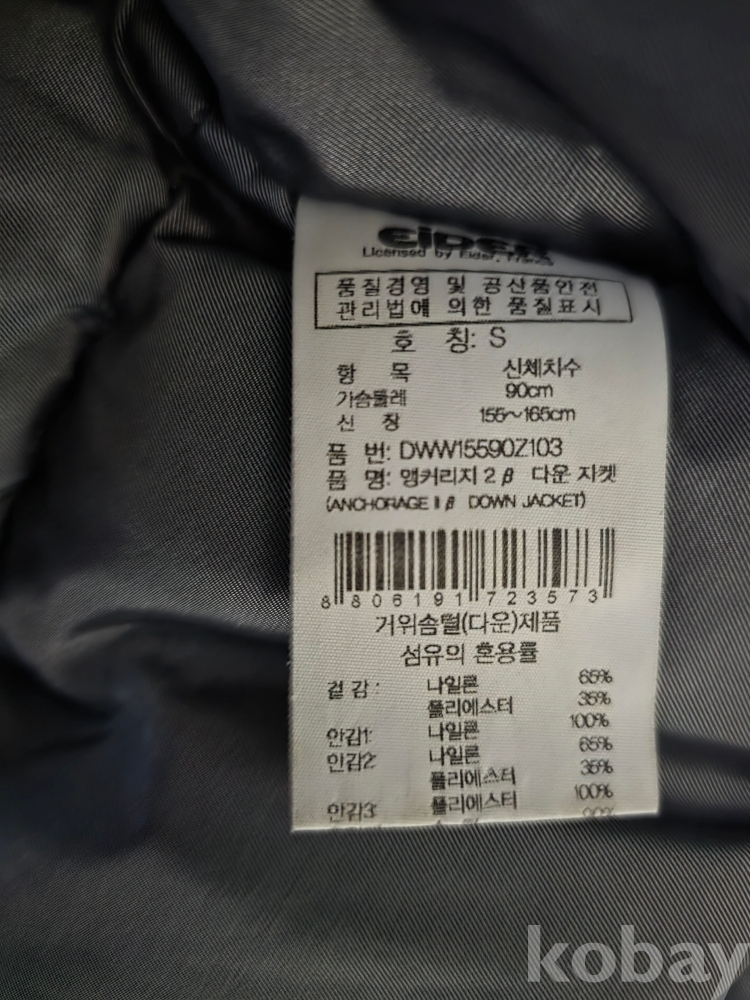 EiDER
Licensed by Eider, France
품질경영 및 공산품안전
관리법에 의한 품질표시
호 칭: S
항 목 신체치수
가슴둘레 90cm
신 장 155~165cm
품 번: DWW15590Z103
품 명: 앵커리지 2 β 다운 자켓
(ANCHORAGE Ⅱ β DOWN JACKET)
8 806191 723573
거위솜털(다운)제품
섬유의 혼용률
겉감: 나일론 65%
폴리에스터 35%
안감1: 나일론 100%
안감2: 나일론 65%
폴리에스터 35%
안감3: 폴리에스터 100%
kobay